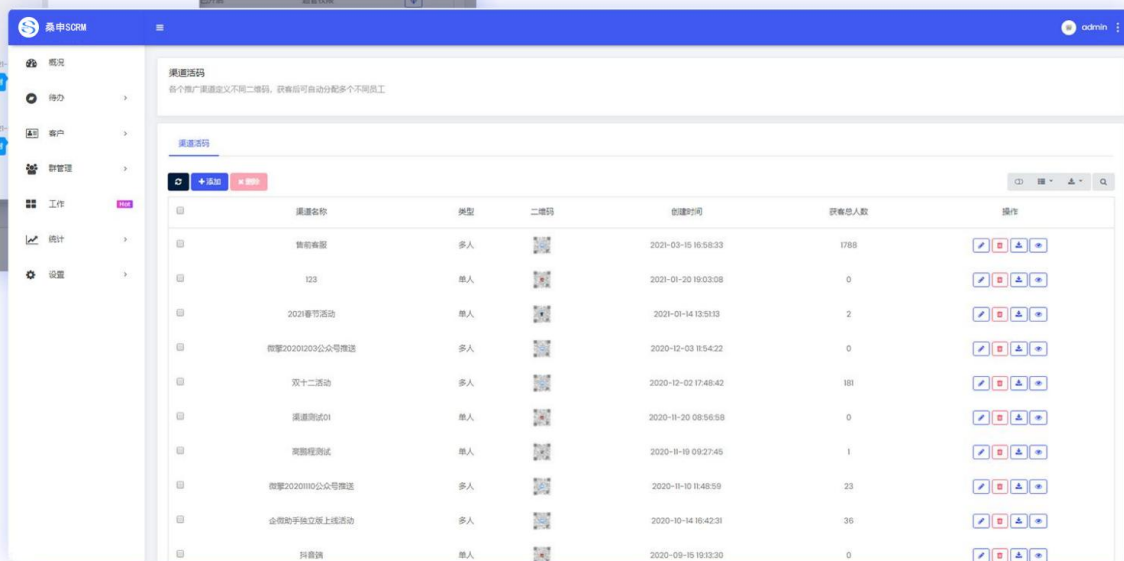 桑申SCRM
admin
概况
待办
客户
群管理
工作 Hot
统计
设置
渠道活码
各个推广渠道定义不同二维码，获客后可自动分配多个不同员工
渠道活码
+添加 ×删除
渠道名称 类型 二维码 创建时间 获客总人数 操作
售前客服 多人 2021-03-15 16:58:33 1788
123 单人 2021-01-20 19:03:08 0
2021春节活动 单人 2021-01-14 13:51:13 2
微擎20201203公众号推送 多人 2020-12-03 11:54:22 0
双十二活动 多人 2020-12-02 17:48:42 181
渠道测试01 单人 2020-11-20 08:56:58 0
测试 单人 2020-11-19 09:27:45 1
微擎20201110公众号推送 多人 2020-11-10 11:48:59 23
企微助手独立版上线活动 多人 2020-10-14 16:42:31 36
抖音 单人 2020-09-15 19:13:30 0